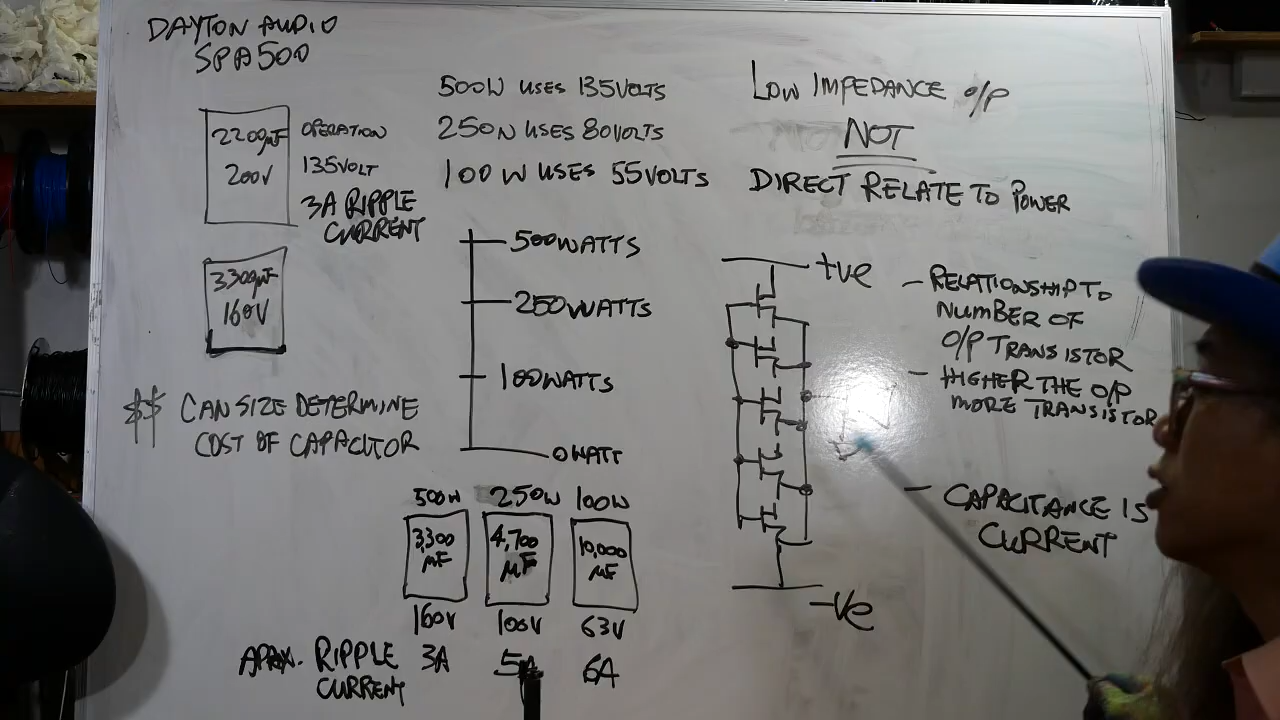 DAYTON AUDIO
SPA500
2200µF
200V
OPERATION
135VOLT
3A RIPPLE
CURRENT
3300µF
160V
$$ CAN SIZE DETERMINE
COST OF CAPACITOR
500W USES 135VOLTS
250W USES 80VOLTS
100W USES 55VOLTS
500WATTS
250WATTS
100WATTS
0WATT
500W 250W 100W
3,300 4,700 10,000
µF µF µF
160V 100V 63V
APPX. RIPPLE 3A 5A 6A
CURRENT
LOW IMPEDANCE O/P
NOT
DIRECT RELATE TO POWER
+ve
-ve
- RELATIONSHIP TO
NUMBER OF
O/P TRANSISTOR
- HIGHER THE O/P
MORE TRANSISTOR
- CAPACITANCE IS
CURRENT